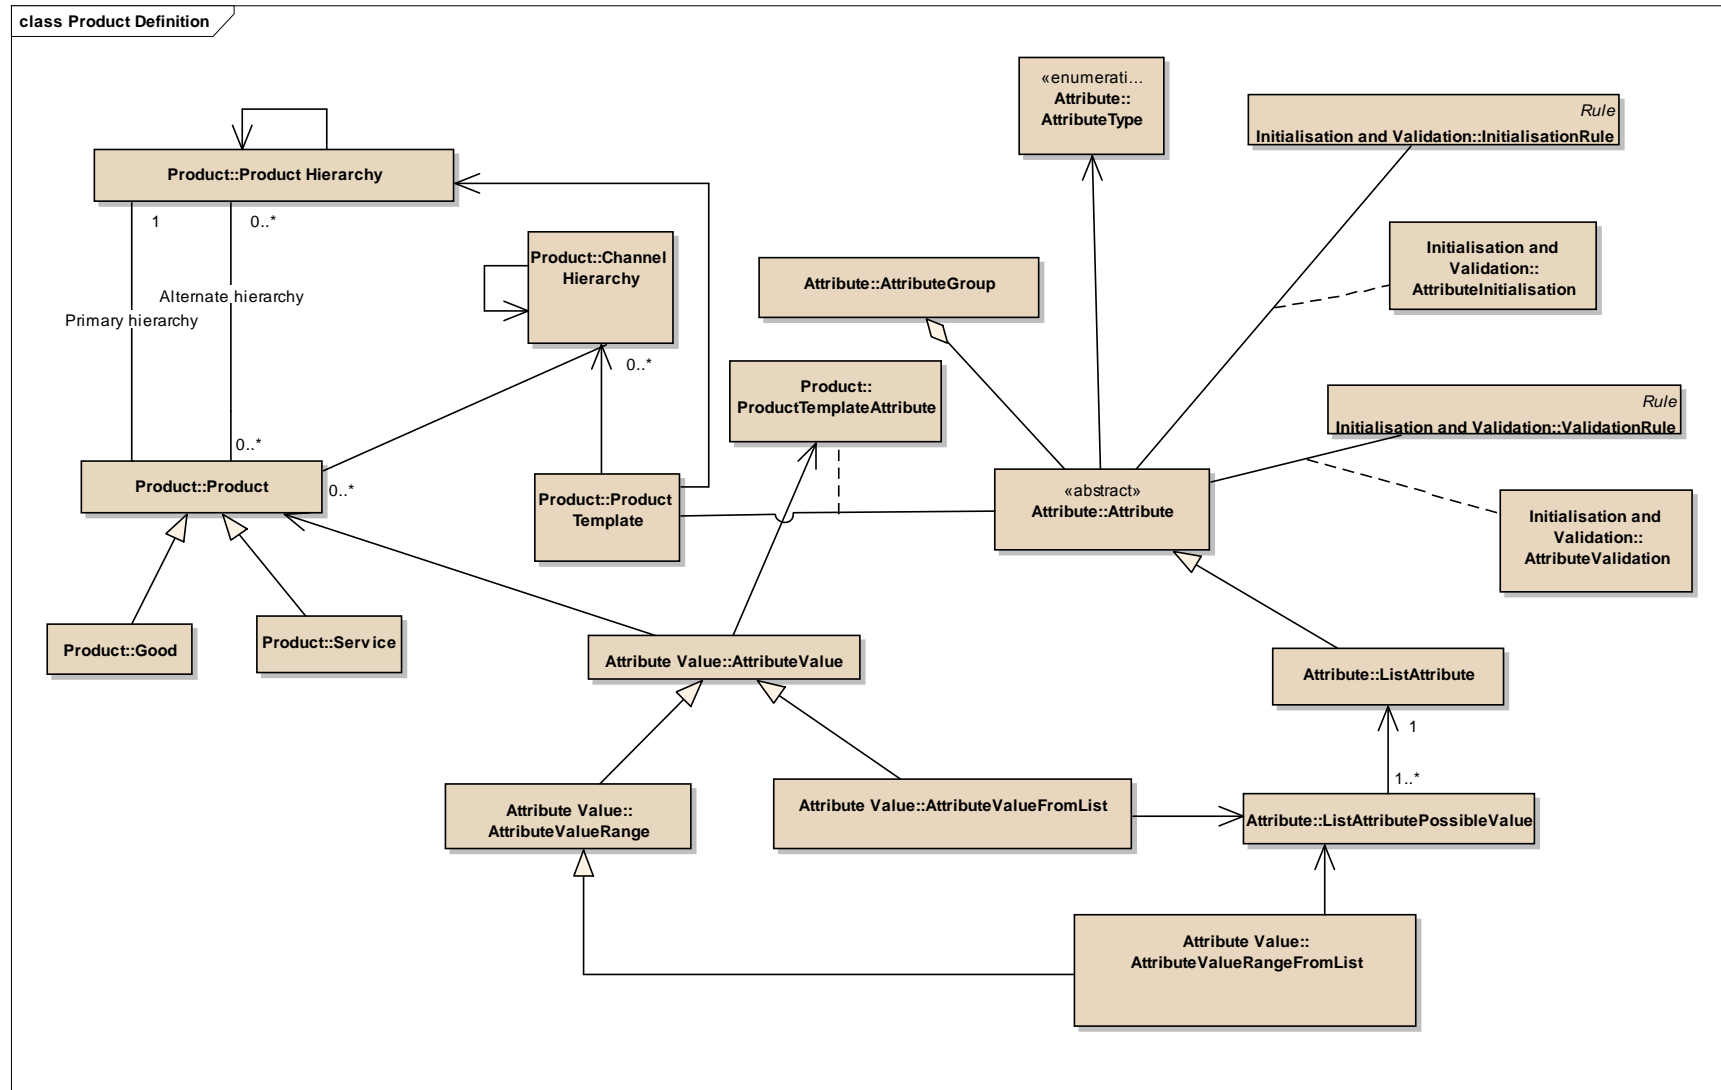 class Product Definition
«enumerati...
Attribute::
AttributeType
Rule
Initialisation and Validation::InitialisationRule
Product::Product Hierarchy
1
0..*
Product::Channel
Hierarchy
Initialisation and
Validation::
AttributeInitialisation
Attribute::AttributeGroup
Alternate hierarchy
Primary hierarchy
0..*
Product::
ProductTemplateAttribute
Rule
Initialisation and Validation::ValidationRule
0..*
Product::Product
0..*
Product::Product
Template
«abstract»
Attribute::Attribute
Initialisation and
Validation::
AttributeValidation
Product::Good
Product::Service
Attribute Value::AttributeValue
Attribute::ListAttribute
1
1..*
Attribute Value::
AttributeValueRange
Attribute Value::AttributeValueFromList
Attribute::ListAttributePossibleValue
Attribute Value::
AttributeValueRangeFromList